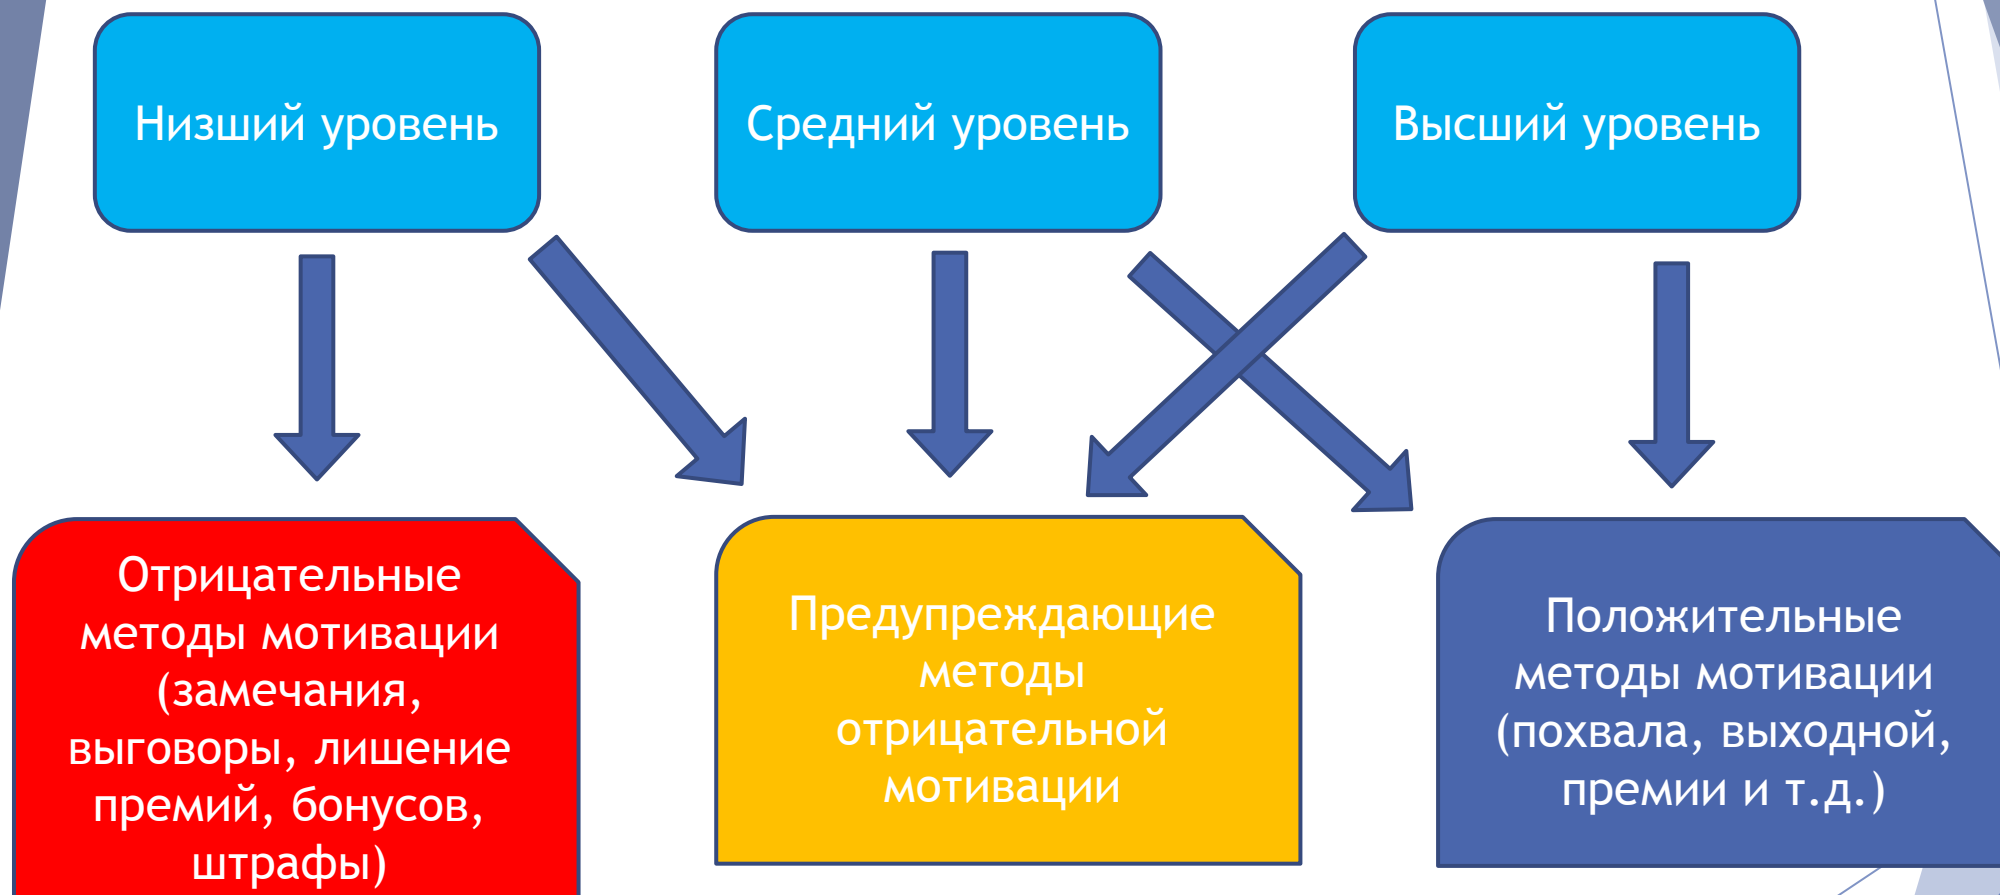 Низший уровень
Средний уровень
Высший уровень
Отрицательные
методы мотивации
(замечания,
выговоры, лишение
премий, бонусов,
штрафы)
Предупреждающие
методы
отрицательной
мотивации
Положительные
методы мотивации
(похвала, выходной,
премии и т.д.)